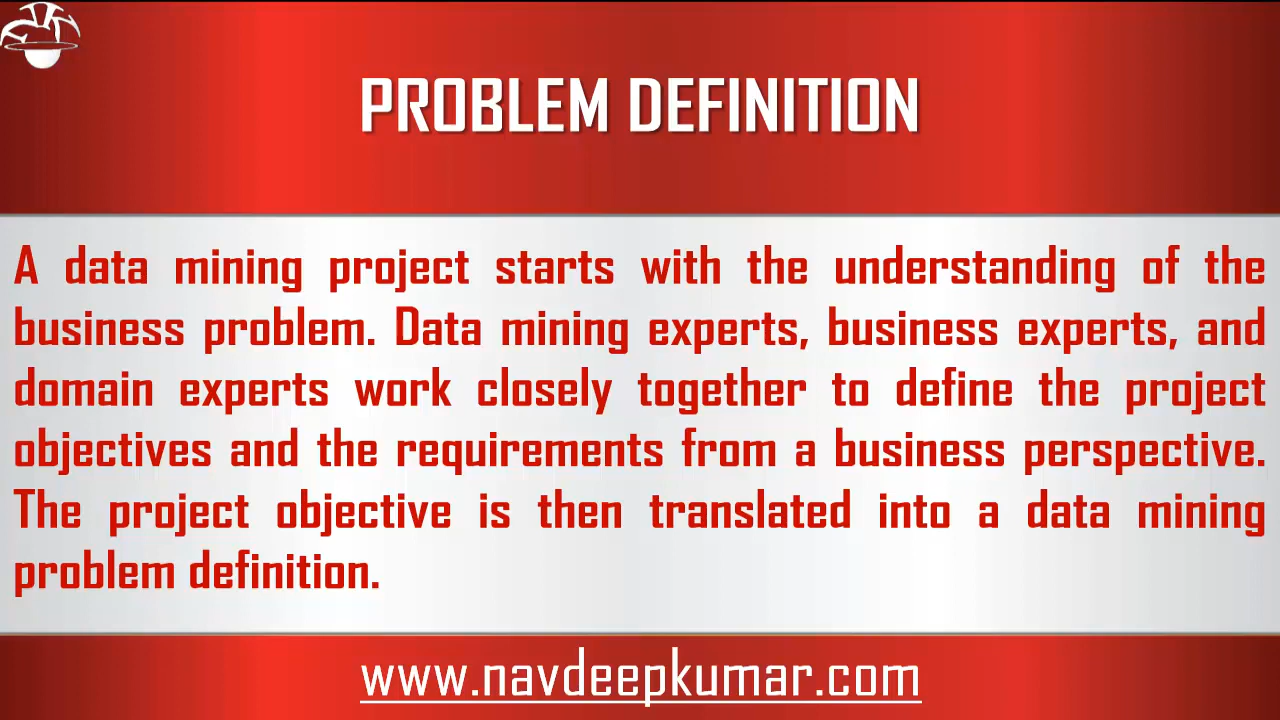 PROBLEM DEFINITION
A data mining project starts with the understanding of the
business problem. Data mining experts, business experts, and
domain experts work closely together to define the project
objectives and the requirements from a business perspective.
The project objective is then translated into a data mining
problem definition.
www.navdeepkumar.com